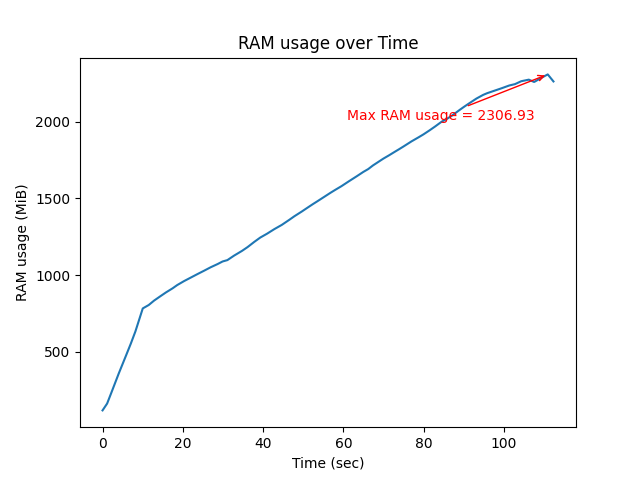 RAM usage over Time
RAM usage (MiB)
2000
1500
1000
500
Max RAM usage = 2306.93
0 20 40 60 80 100
Time (sec)